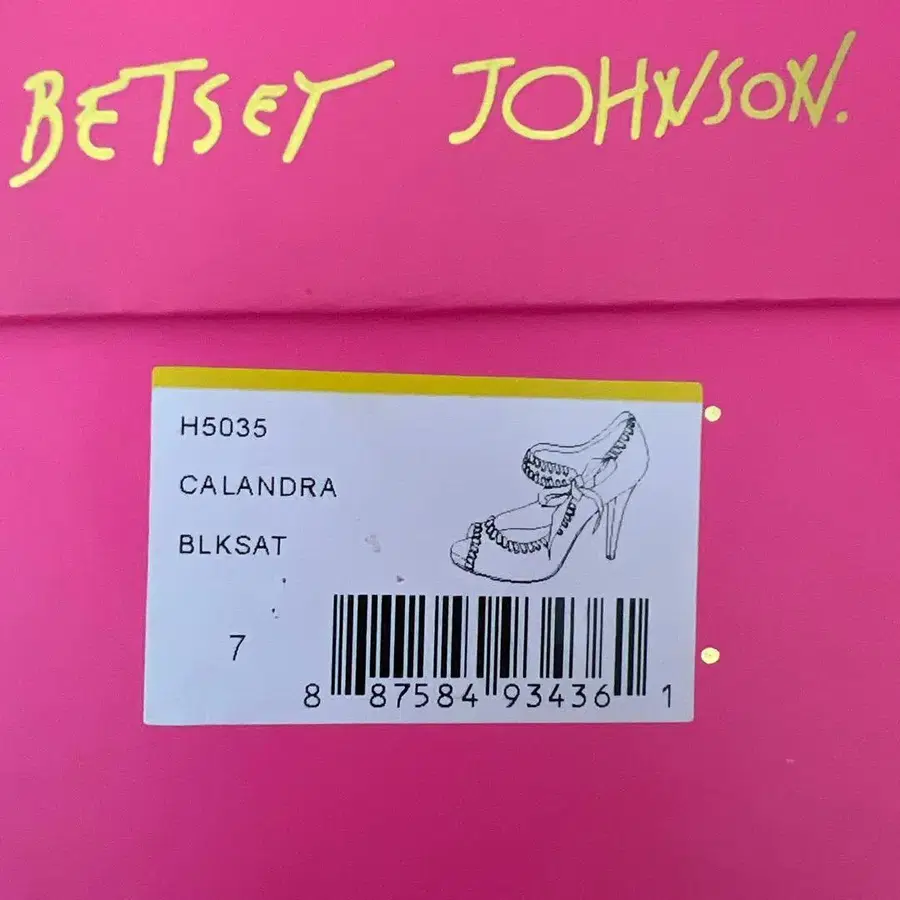 BETSEY JOHNSON.
H5035
CALANDRA
BLKSAT
7
8 87584 93436 1